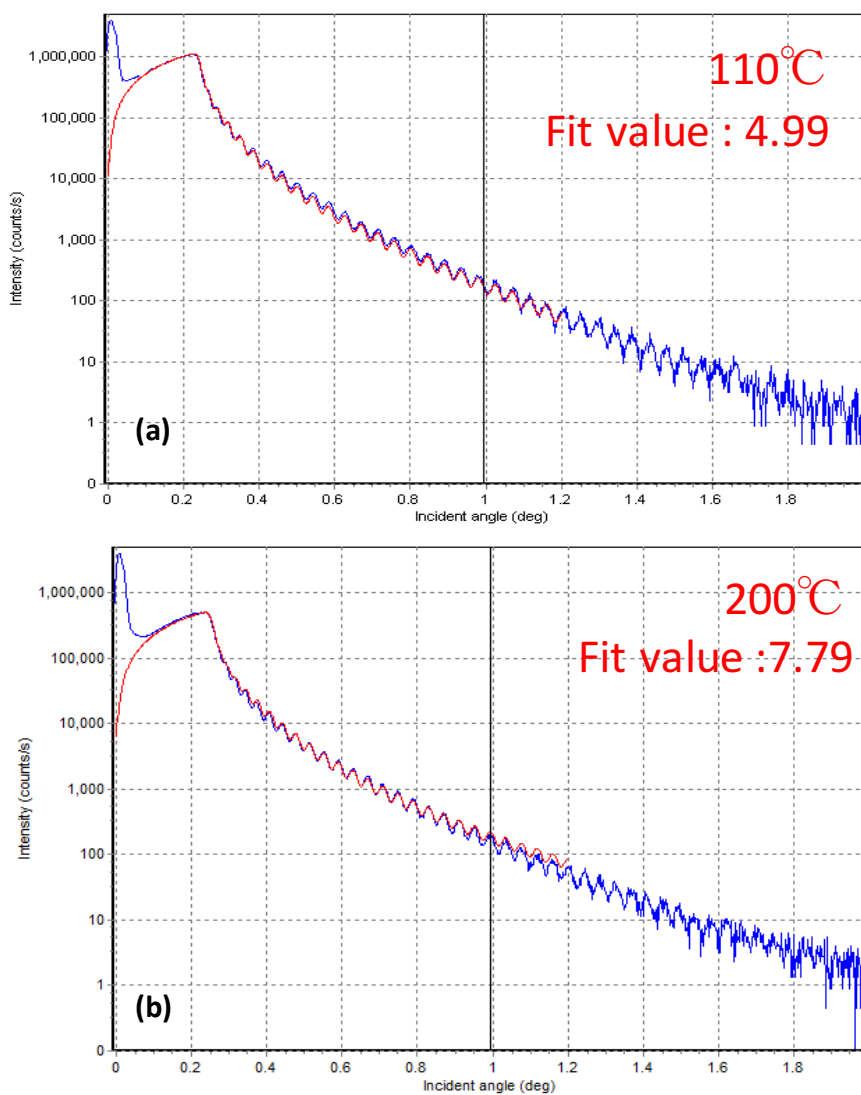 1,000,000
100,000
10,000
1,000
100
10
1
0
Intensity (counts/s)
110℃
Fit value : 4.99
(a)
0 0.2 0.4 0.6 0.8 1 1.2 1.4 1.6 1.8
Incident angle (deg)
1,000,000
100,000
10,000
1,000
100
10
1
0
Intensity (counts/s)
200℃
Fit value :7.79
(b)
0 0.2 0.4 0.6 0.8 1 1.2 1.4 1.6 1.8
Incident angle (deg)